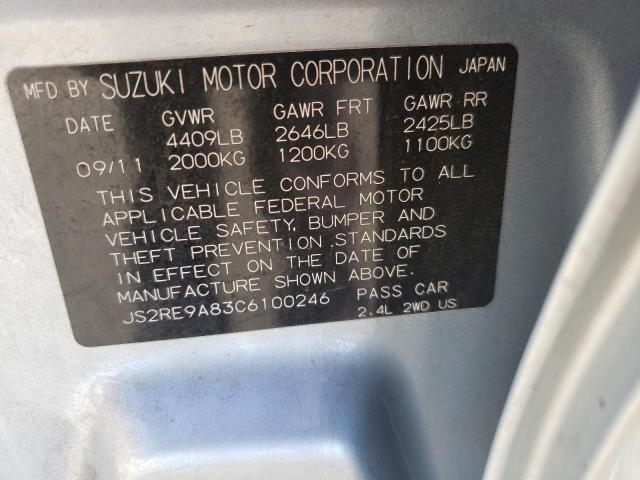 MFD BY SUZUKI MOTOR CORPORATION JAPAN
DATE GVWR GAWR FRT GAWR RR
4409LB 2646LB 2425LB
09/11 2000KG 1200KG 1100KG
THIS VEHICLE CONFORMS TO ALL
APPLICABLE FEDERAL MOTOR
VEHICLE SAFETY, BUMPER AND
THEFT PREVENTION STANDARDS
IN EFFECT ON THE DATE OF
MANUFACTURE SHOWN ABOVE.
JS2RE9A83C6100246 PASS CAR
2.4L 2WD US